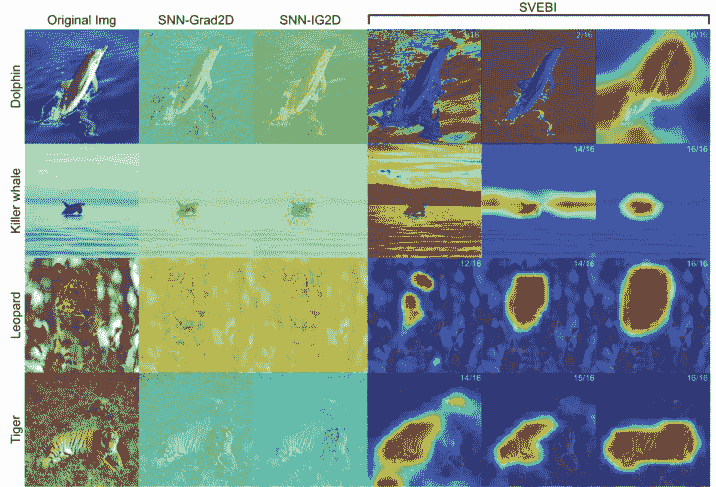 SVEBI
Original Img SNN-Grad2D SNN-IG2D
Dolphin 2/16 16/16
Killer whale 14/16 16/16
Leopard 12/16 14/16 16/16
Tiger 14/16 15/16 16/16